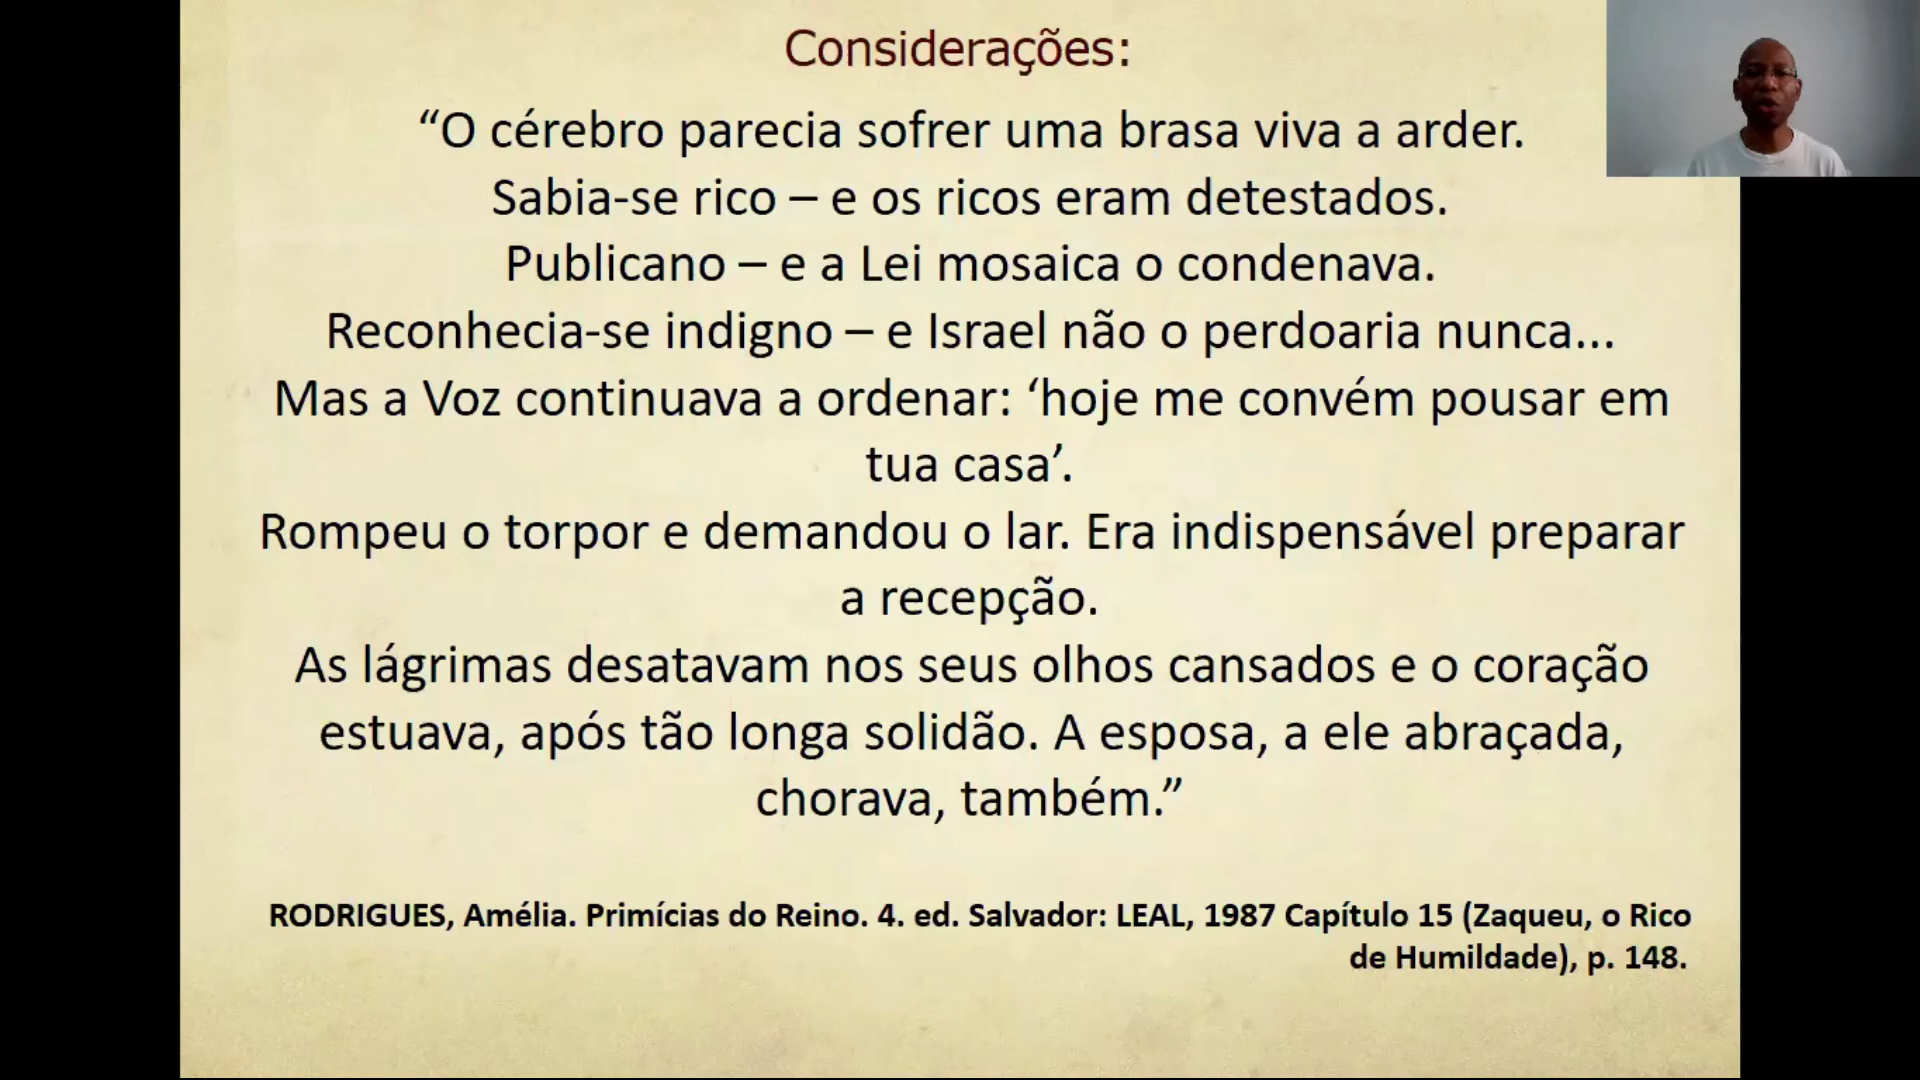 Considerações:
“O cérebro parecia sofrer uma brasa viva a arder.
Sabia-se rico – e os ricos eram detestados.
Publicano – e a Lei mosaica o condenava.
Reconhecia-se indigno – e Israel não o perdoaria nunca...
Mas a Voz continuava a ordenar: ‘hoje me convém pousar em
tua casa’.
Rompeu o torpor e demandou o lar. Era indispensável preparar
a recepção.
As lágrimas desatavam nos seus olhos cansados e o coração
estuava, após tão longa solidão. A esposa, a ele abraçada,
chorava, também.”
RODRIGUES, Amélia. Primícias do Reino. 4. ed. Salvador: LEAL, 1987 Capítulo 15 (Zaqueu, o Rico
de Humildade), p. 148.